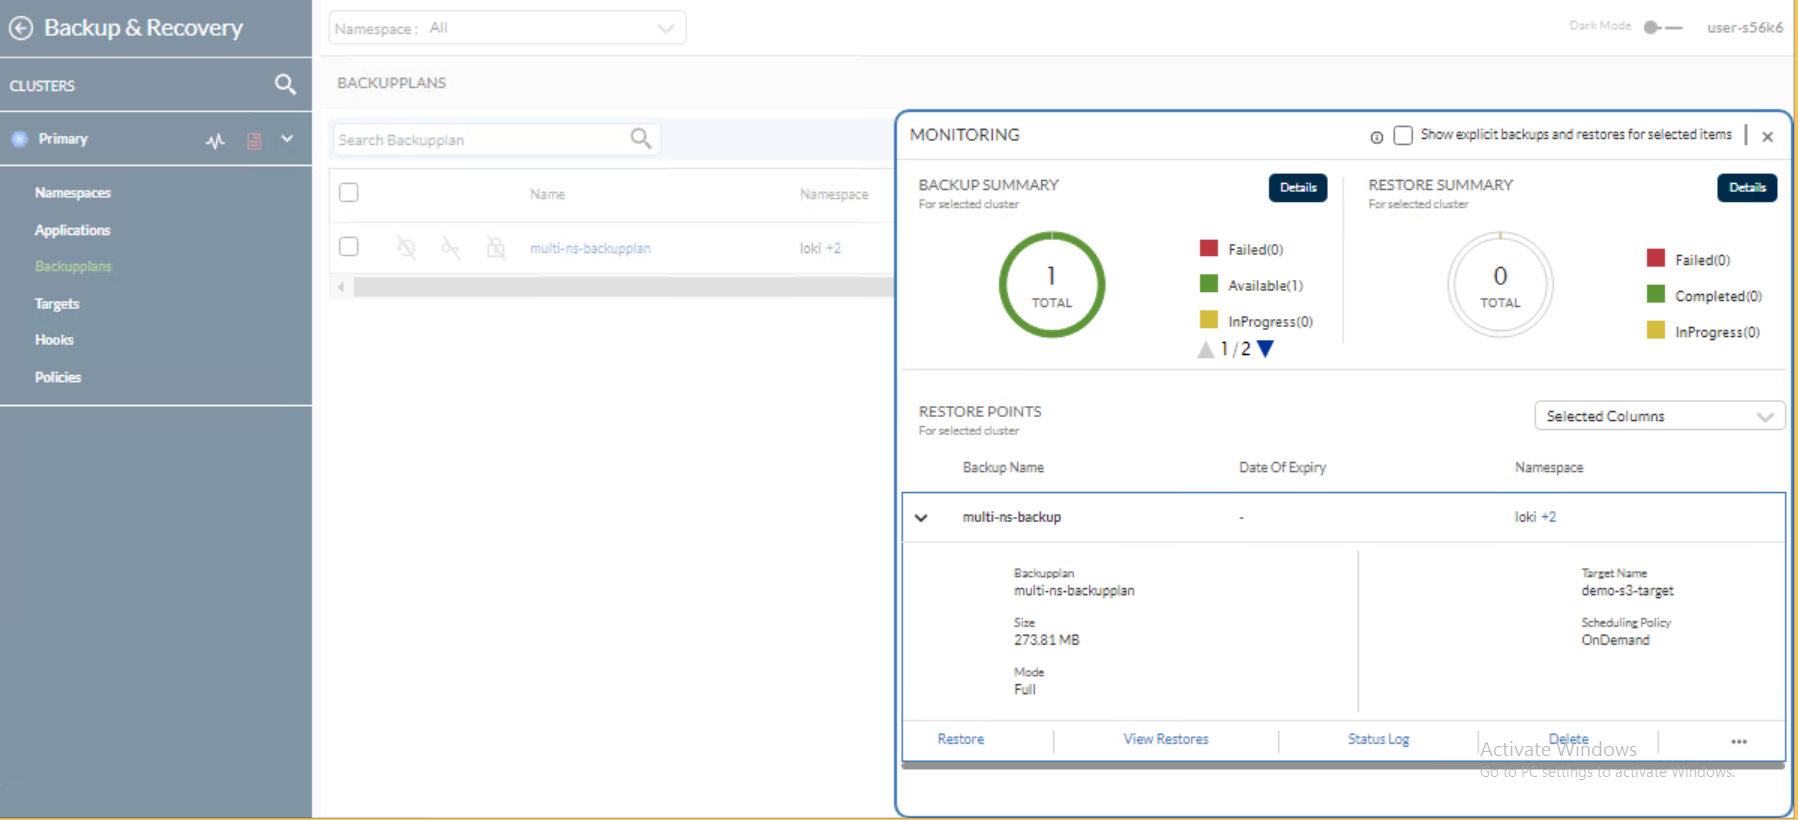 Backup & Recovery
Namespace : All
Dark Mode
user-s56k6
CLUSTERS
BACKUPPLANS
Primary
Search Backupplan
Namespaces
Applications
Backupplans
Targets
Hooks
Policies
Name
Namespace
multi-ns-backupplan
loki +2
MONITORING
Show explicit backups and restores for selected items
BACKUP SUMMARY
For selected cluster
Details
1
TOTAL
Failed(0)
Available(1)
InProgress(0)
1 / 2
RESTORE SUMMARY
For selected cluster
Details
0
TOTAL
Failed(0)
Completed(0)
InProgress(0)
RESTORE POINTS
For selected cluster
Selected Columns
Backup Name
Date Of Expiry
Namespace
multi-ns-backup
-
loki +2
Backupplan
multi-ns-backupplan
Size
273.81 MB
Mode
Full
Target Name
demo-s3-target
Scheduling Policy
OnDemand
Restore
View Restores
Status Log
Delete
Activate Windows
Go to PC settings to activate Windows.